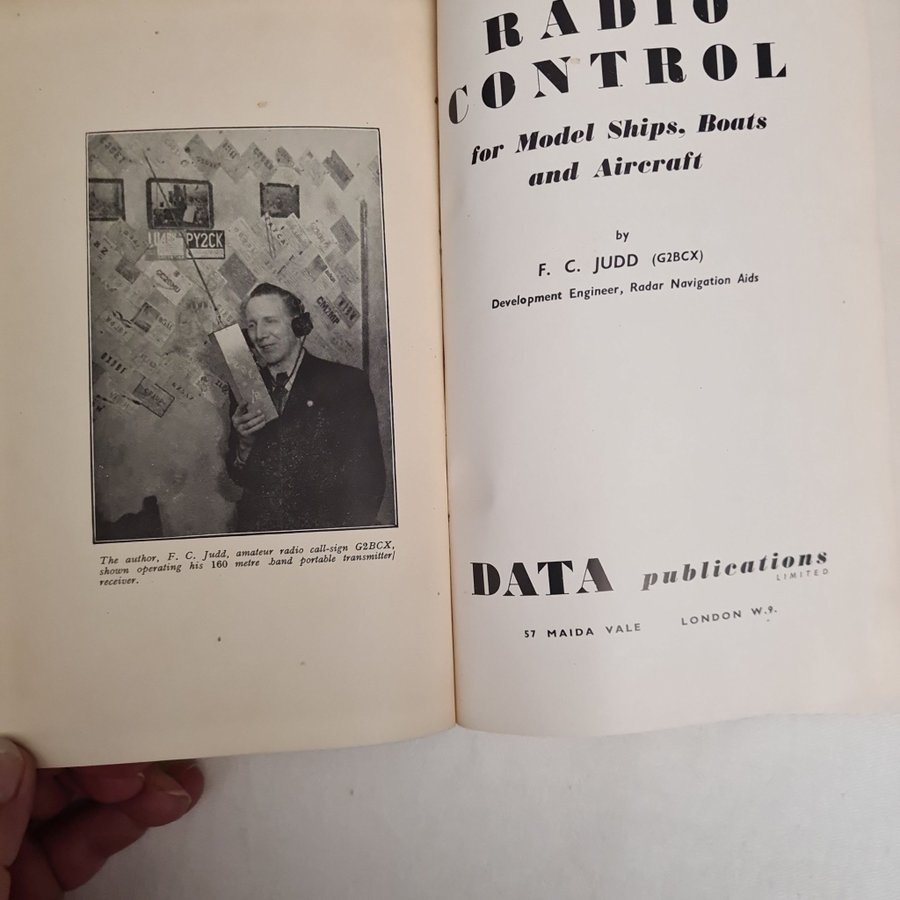 PY2CK
The author, F. C. Judd, amateur radio call-sign G2BCX,
shown operating his 160 metre band portable transmitter/
receiver.
RADIO
CONTROL
for Model Ships, Boats
and Aircraft
by
F. C. JUDD (G2BCX)
Development Engineer, Radar Navigation Aids
DATA publications
LIMITED
57 MAIDA VALE LONDON W.9.